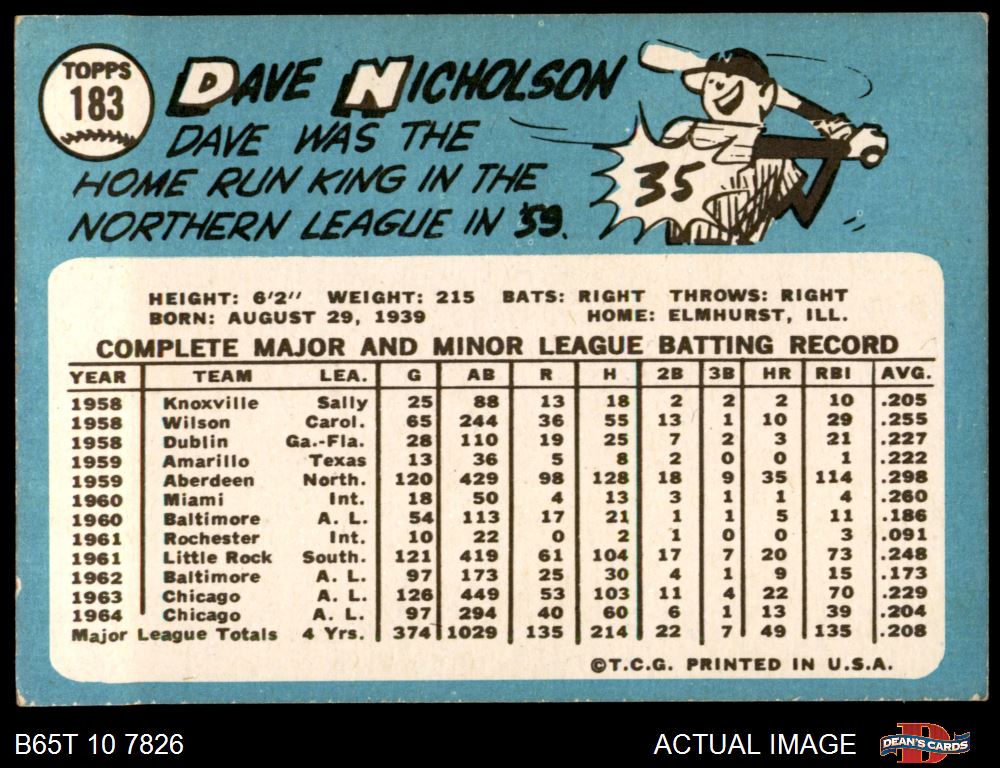 TOPPS
183
DAVE NICHOLSON
DAVE WAS THE
HOME RUN KING IN THE
NORTHERN LEAGUE IN '59.
35
HEIGHT: 6'2" WEIGHT: 215 BATS: RIGHT THROWS: RIGHT
BORN: AUGUST 29, 1939 HOME: ELMHURST, ILL.
COMPLETE MAJOR AND MINOR LEAGUE BATTING RECORD
YEAR TEAM LEA. G AB R H 2B 3B HR RBI AVG.
1958 Knoxville Sally 25 88 13 18 2 2 2 10 .205
1958 Wilson Carol. 65 244 36 55 13 1 10 29 .255
1958 Dublin Ga.-Fla. 28 110 19 25 7 2 3 21 .227
1959 Amarillo Texas 13 36 5 8 2 0 0 1 .222
1959 Aberdeen North. 120 429 98 128 18 9 35 114 .298
1960 Miami Int. 18 50 4 13 3 1 1 4 .260
1960 Baltimore A. L. 54 113 17 21 1 1 5 11 .186
1961 Rochester Int. 10 22 0 2 1 0 0 3 .091
1961 Little Rock South. 121 419 61 104 17 7 20 73 .248
1962 Baltimore A. L. 97 173 25 30 4 1 9 15 .173
1963 Chicago A. L. 126 449 53 103 11 4 22 70 .229
1964 Chicago A. L. 97 294 40 60 6 1 13 39 .204
Major League Totals 4 Yrs. 374 1029 135 214 22 7 49 135 .208
©T.C.G. PRINTED IN U.S.A.
B65T 10 7826 ACTUAL IMAGE
DEAN'S CARDS